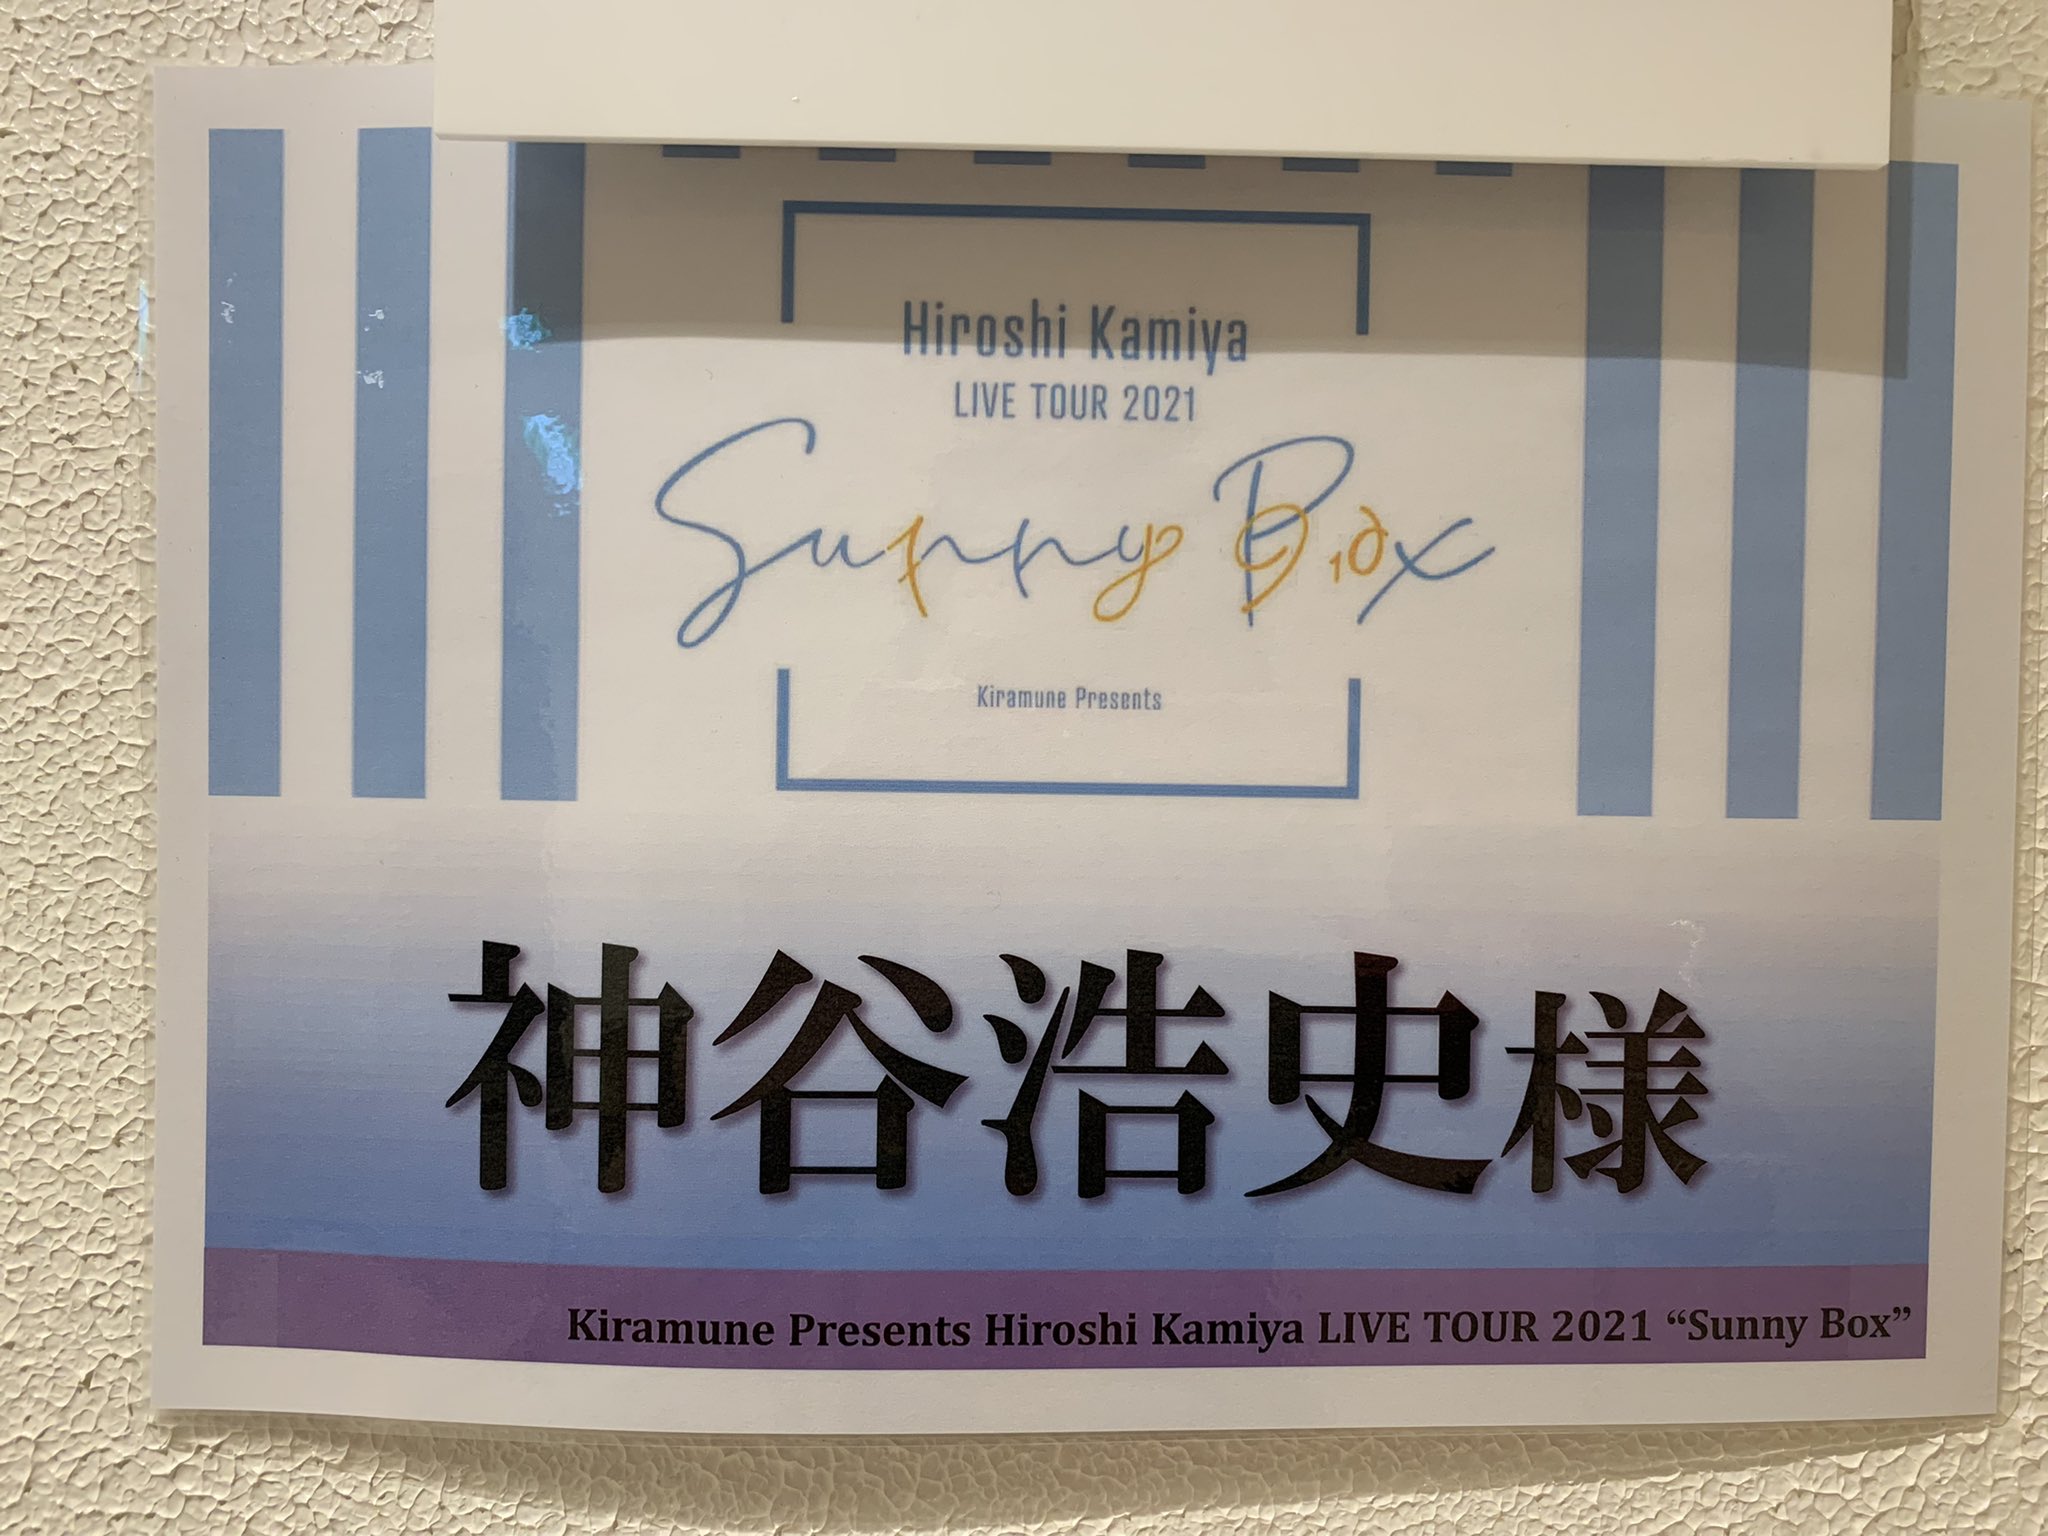 Hiroshi Kamiya
LIVE TOUR 2021
Sunny Box
Kiramune Presents
神谷浩史様
Kiramune Presents Hiroshi Kamiya LIVE TOUR 2021 “Sunny Box”